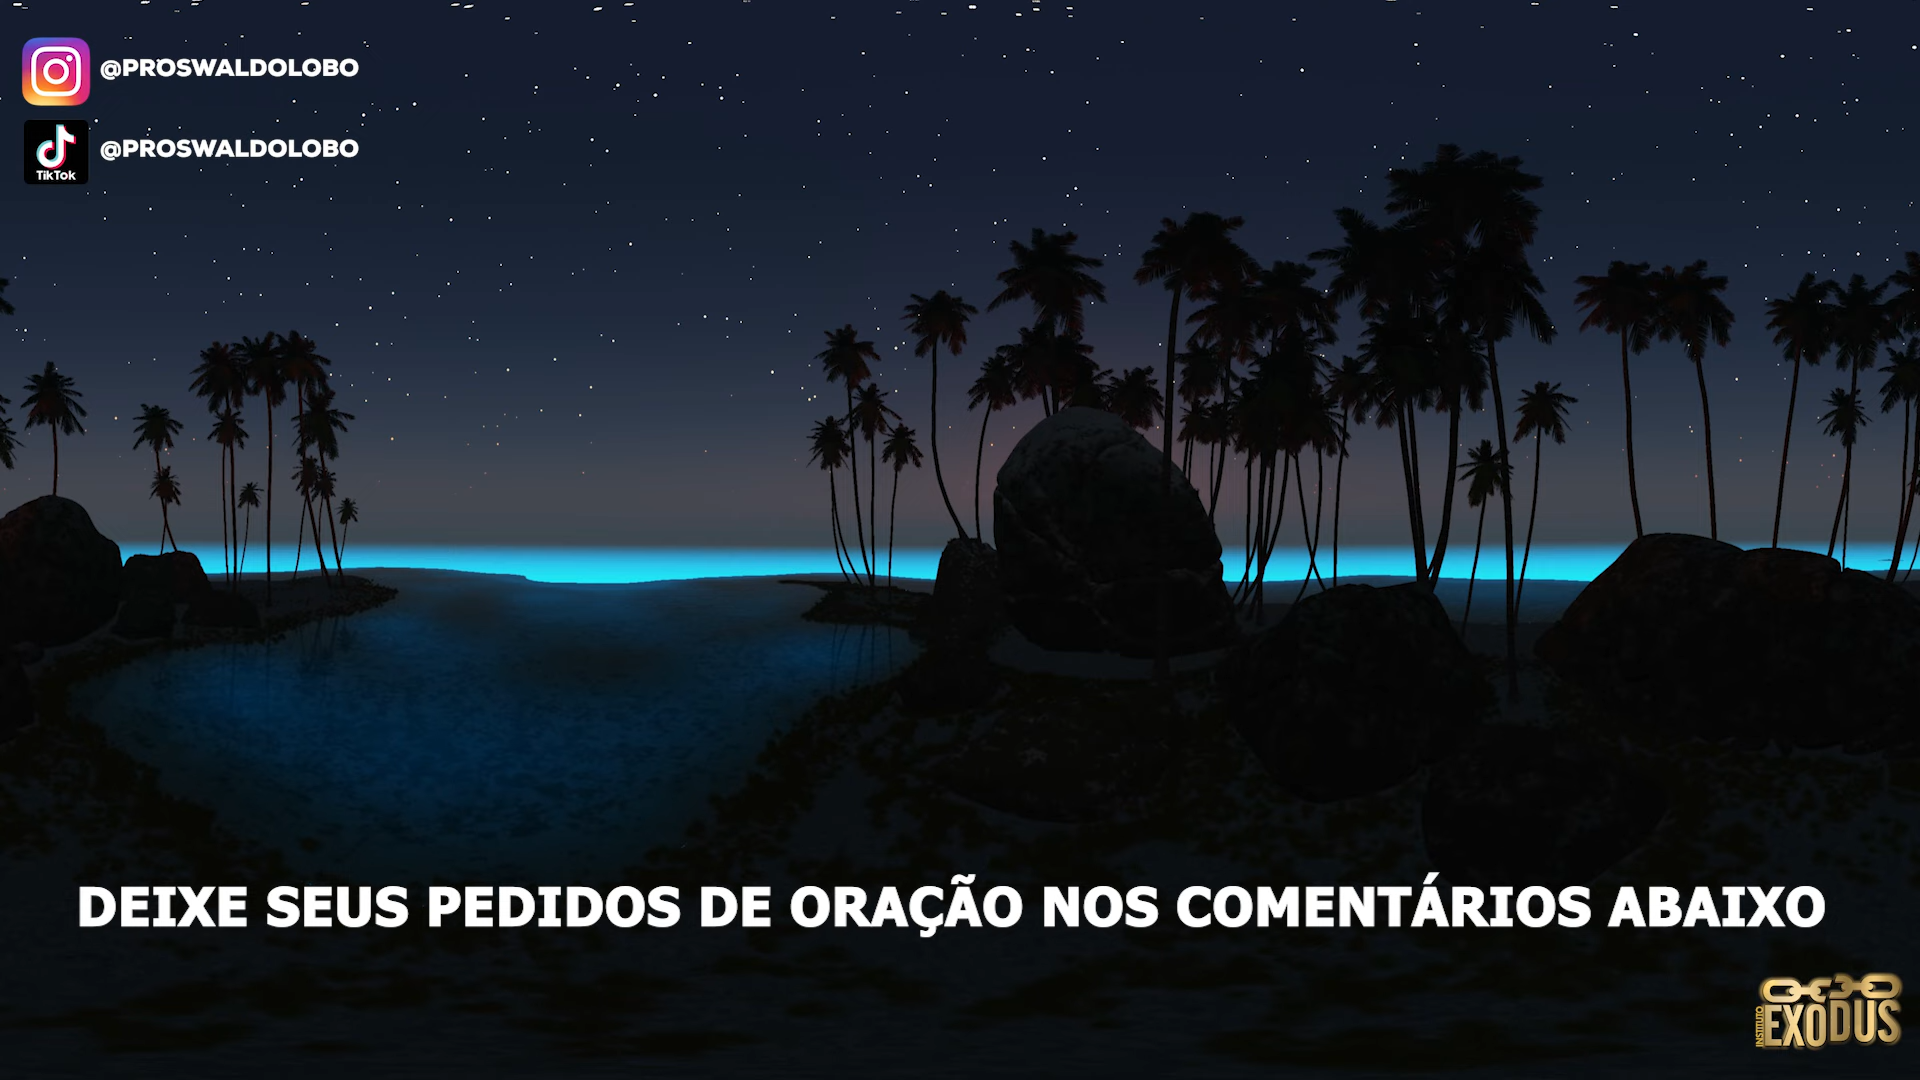 @PROSWALDOLOBO
TikTok
@PROSWALDOLOBO
DEIXE SEUS PEDIDOS DE ORAÇÃO NOS COMENTÁRIOS ABAIXO
INSTITUTO
EXODUS